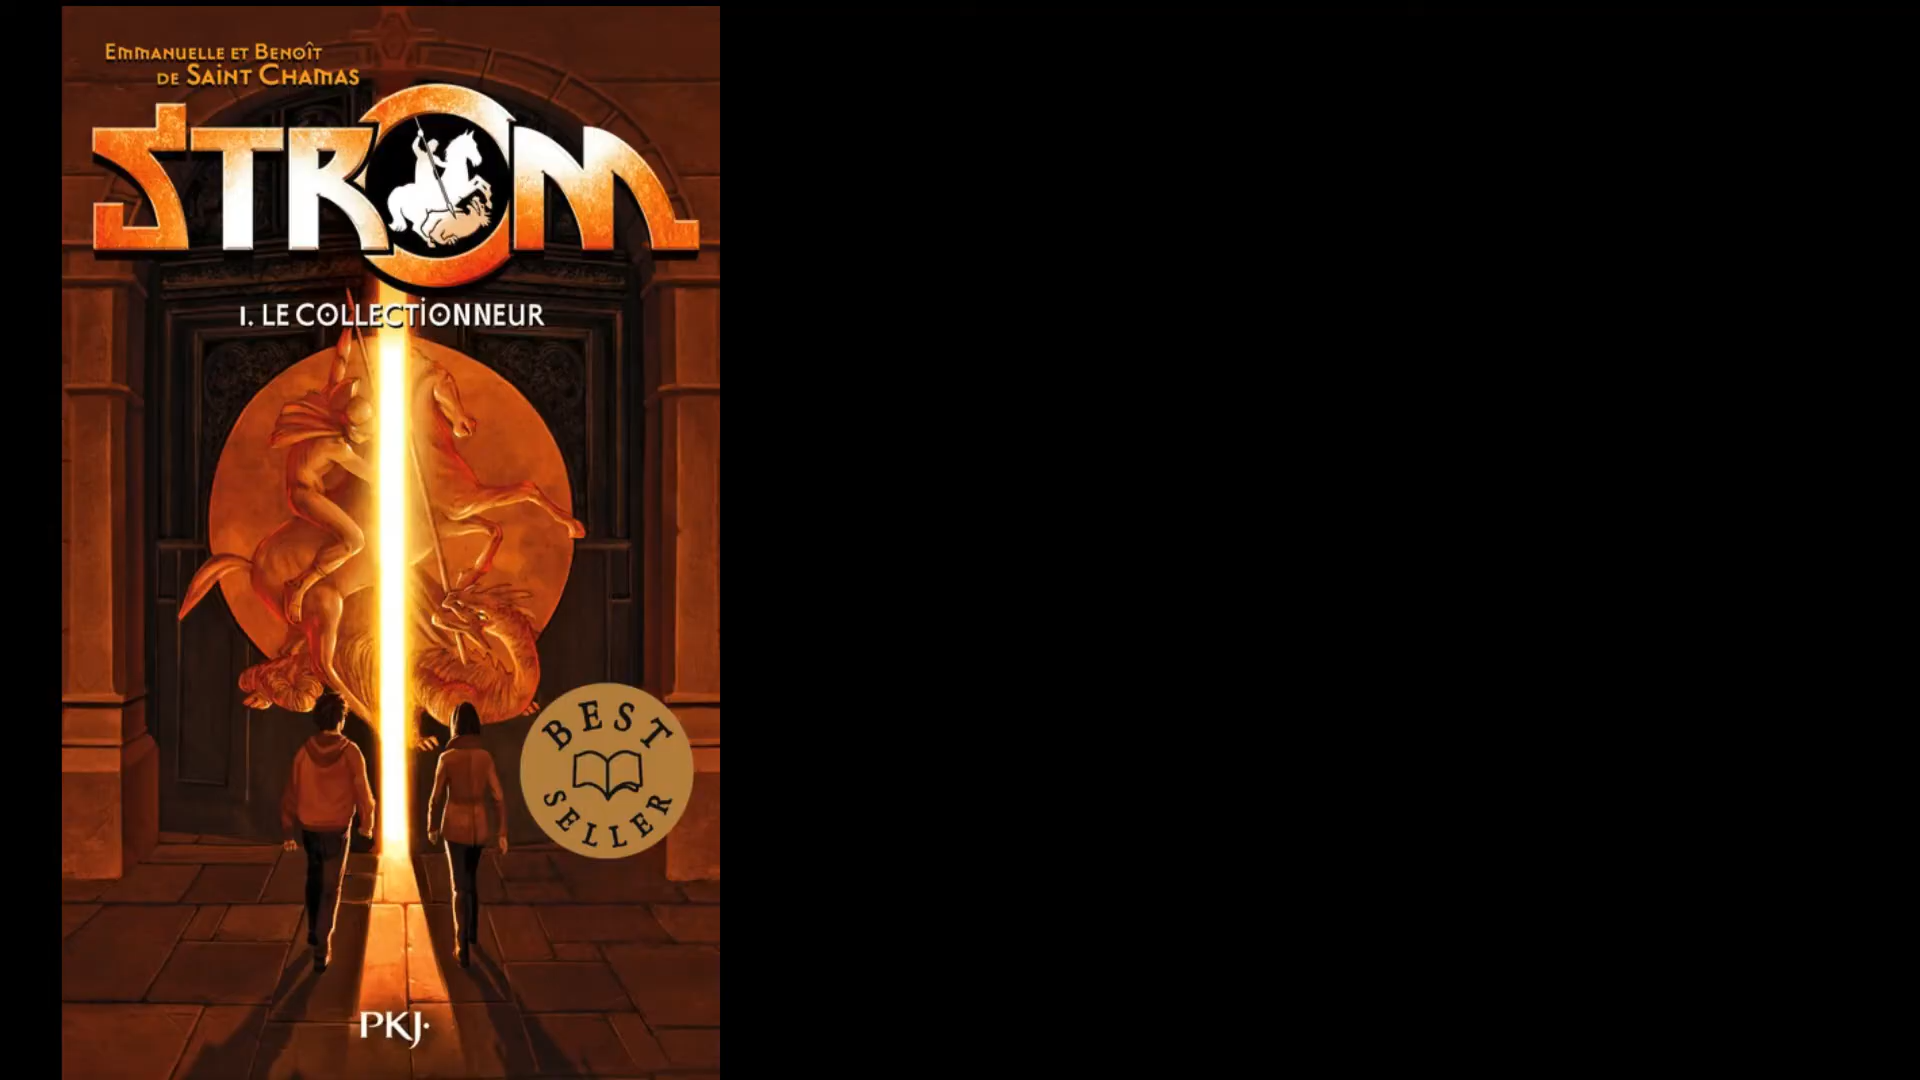 Emmanuelle et Benoît
de Saint Chamas
STROM
1. LE COLLECTIONNEUR
BEST
SELLER
PKJ.